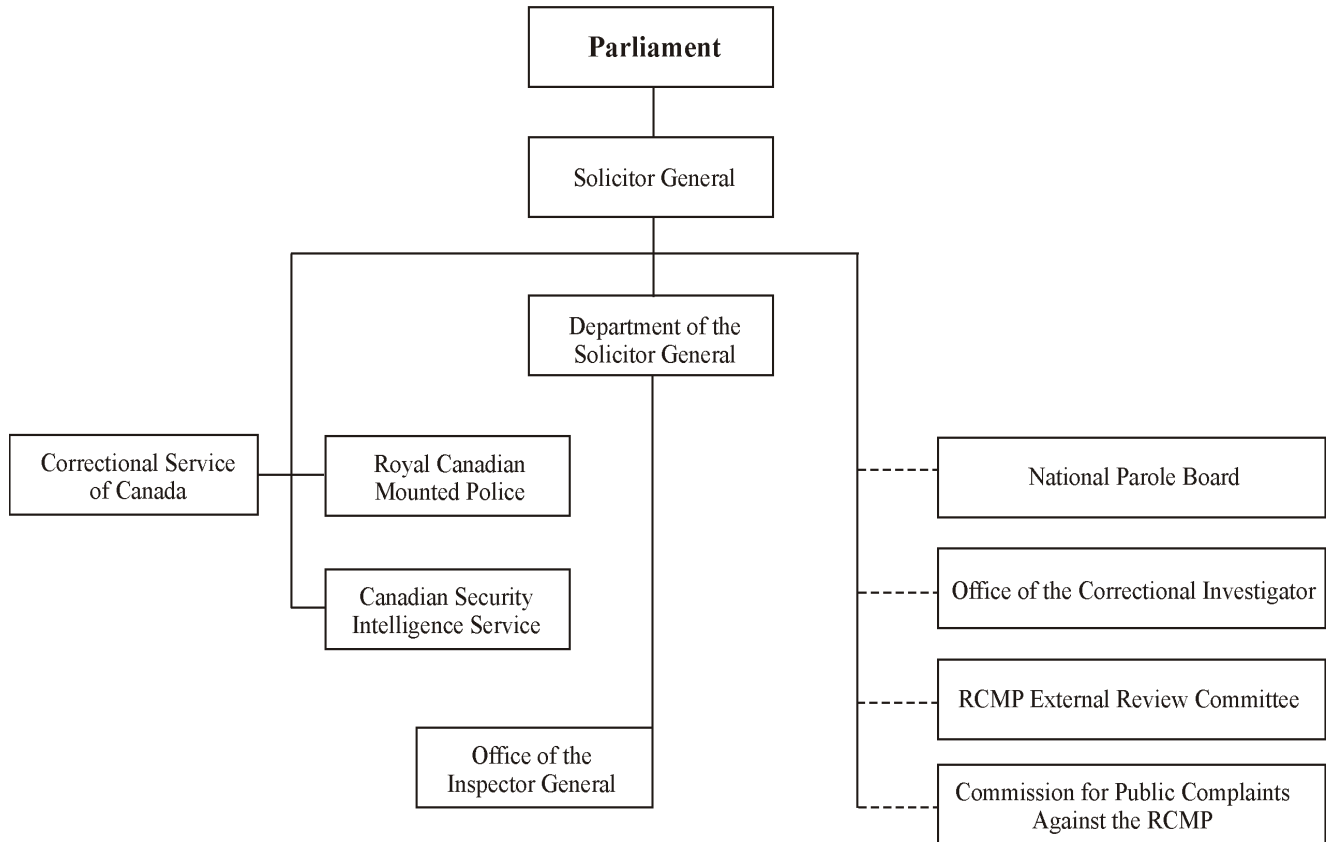 Parliament
Solicitor General
Department of the
Solicitor General
Correctional Service
of Canada
Royal Canadian
Mounted Police
Canadian Security
Intelligence Service
Office of the
Inspector General
National Parole Board
Office of the Correctional Investigator
RCMP External Review Committee
Commission for Public Complaints
Against the RCMP